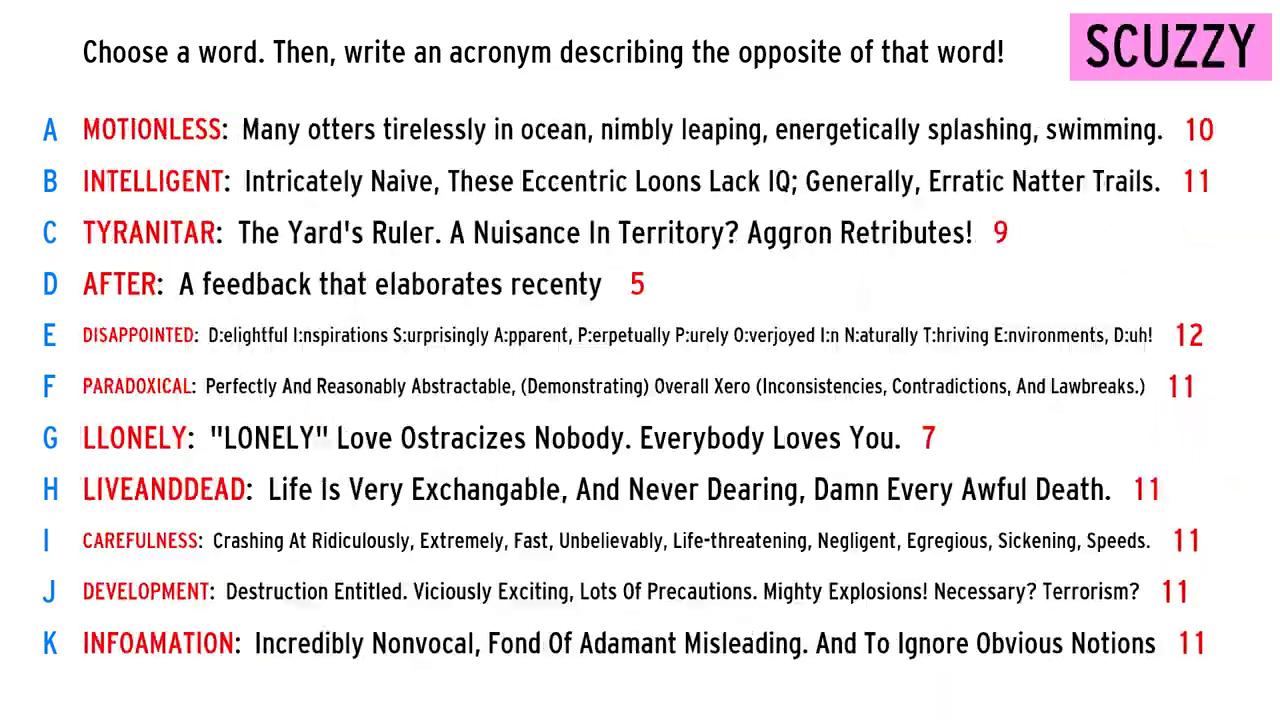 Choose a word. Then, write an acronym describing the opposite of that word!
SCUZZY
A MOTIONLESS: Many otters tirelessly in ocean, nimbly leaping, energetically splashing, swimming. 10
B INTELLIGENT: Intricately Naive, These Eccentric Loons Lack IQ; Generally, Erratic Natter Trails. 11
C TYRANITAR: The Yard's Ruler. A Nuisance In Territory? Aggron Retributes! 9
D AFTER: A feedback that elaborates recenty 5
E DISAPPOINTED: D:elightful I:nspirations S:urprisingly A:pparent, P:erpetually P:urely O:verjoyed I:n N:aturally T:hriving E:nvironments, D:uh! 12
F PARADOXICAL: Perfectly And Reasonably Abstractable, (Demonstrating) Overall Xero (Inconsistencies, Contradictions, And Lawbreaks.) 11
G LLONELY: "LONELY" Love Ostracizes Nobody. Everybody Loves You. 7
H LIVEANDDEAD: Life Is Very Exchangable, And Never Dearing, Damn Every Awful Death. 11
I CAREFULNESS: Crashing At Ridiculously, Extremely, Fast, Unbelievably, Life-threatening, Negligent, Egregious, Sickening, Speeds. 11
J DEVELOPMENT: Destruction Entitled. Viciously Exciting, Lots Of Precautions. Mighty Explosions! Necessary? Terrorism? 11
K INFOAMATION: Incredibly Nonvocal, Fond Of Adamant Misleading. And To Ignore Obvious Notions 11